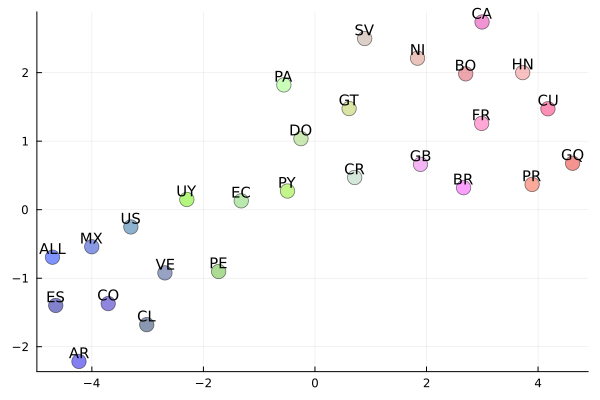 CA
SV
NI
BO
HN
2
PA
GT
CU
FR
DO
1
GB
GQ
CR
BR
PR
PY
UY
EC
0
US
MX
ALL
VE
PE
−1
ES
CO
CL
AR
−2
−4
−2
0
2
4